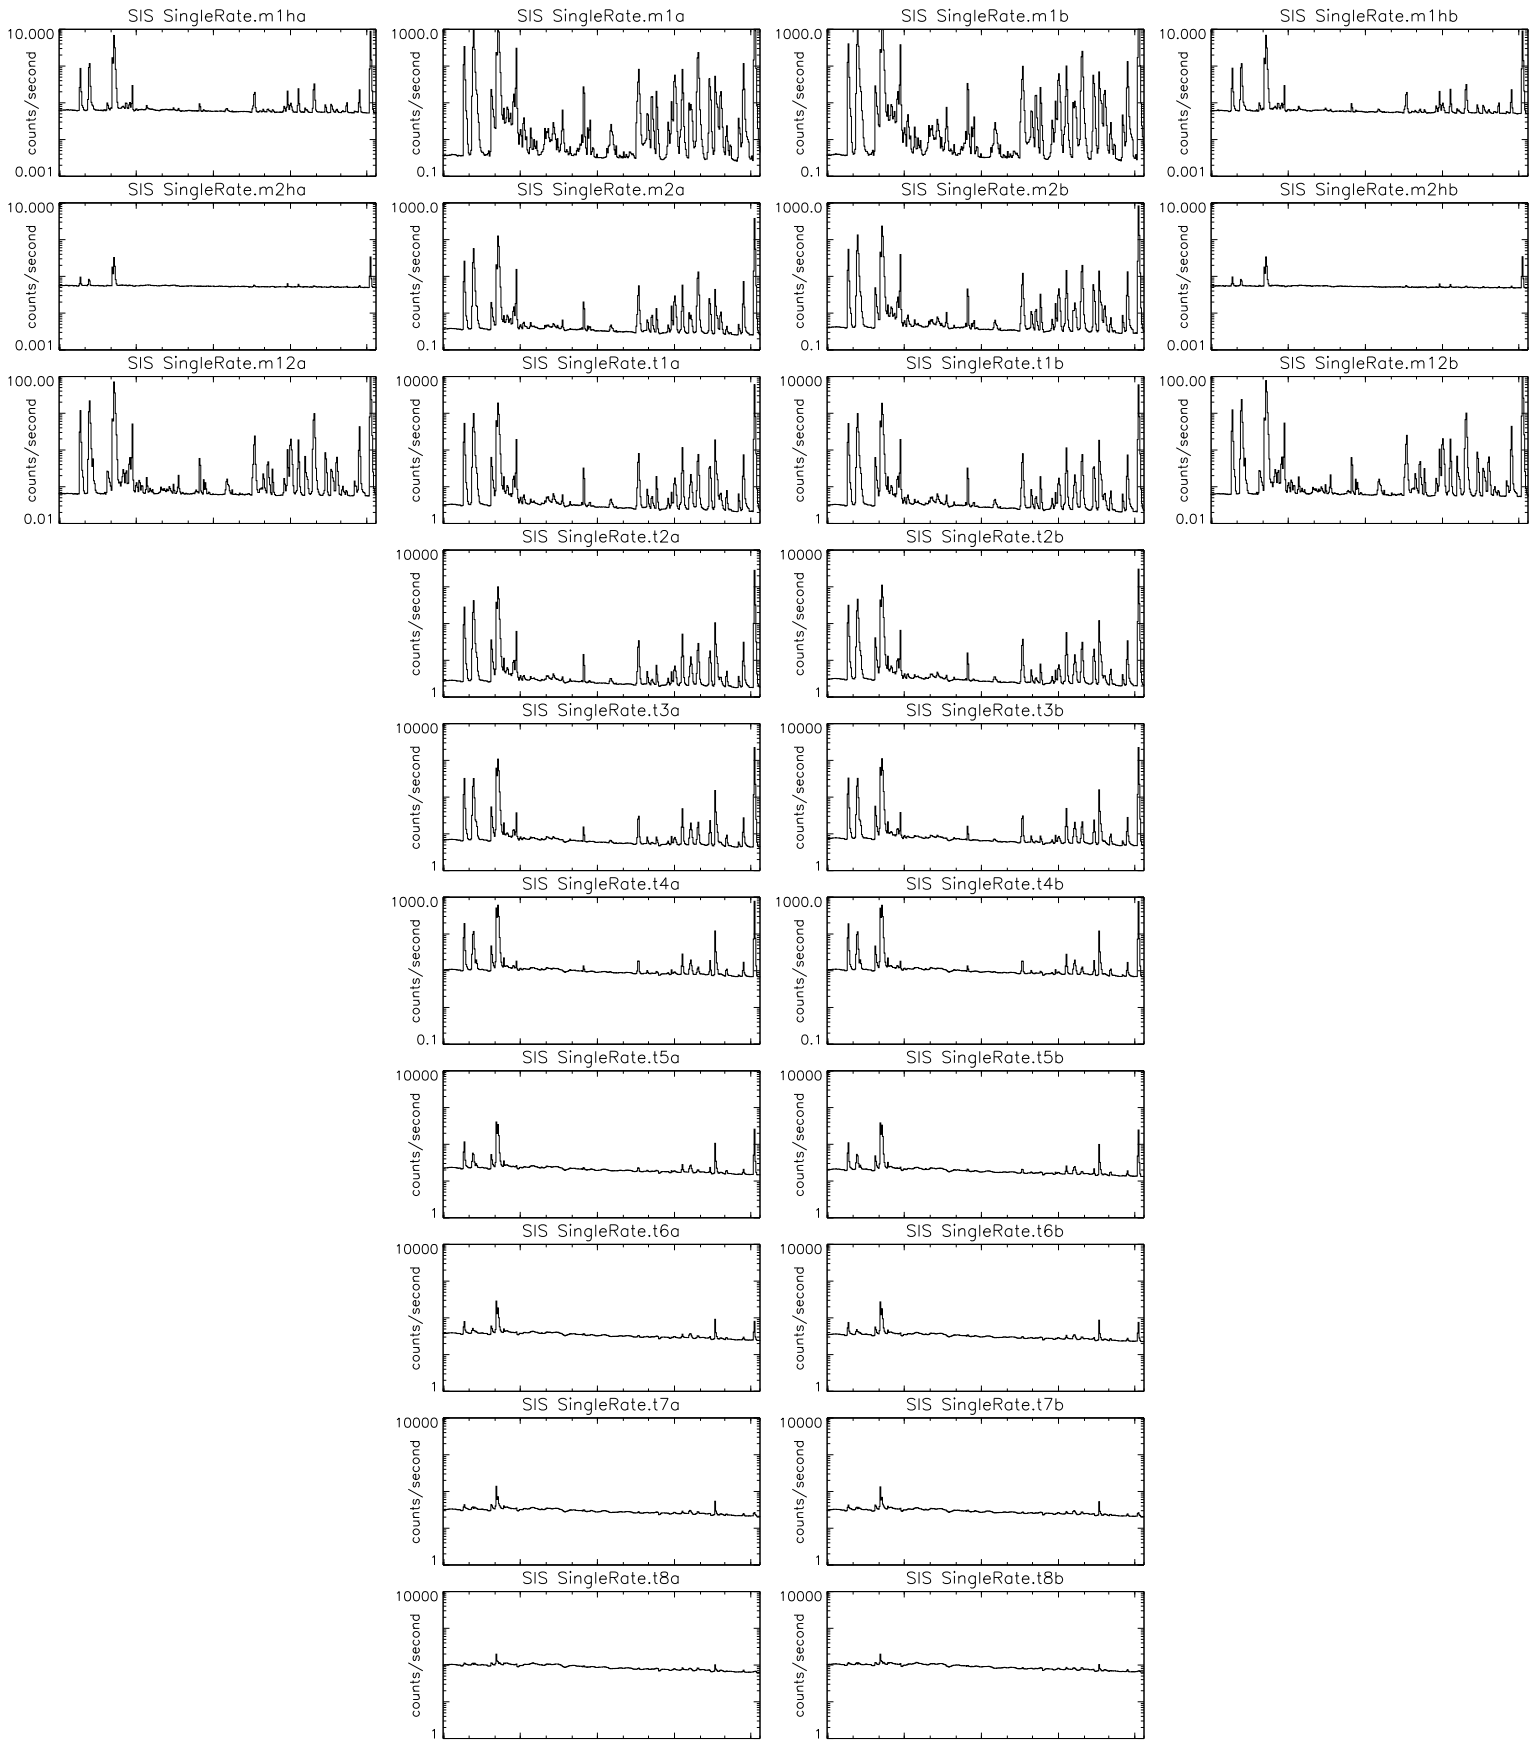 SIS SingleRate.m1ha
10.000
counts/second
0.001
SIS SingleRate.m1a
1000.0
counts/second
0.1
SIS SingleRate.m1b
1000.0
counts/second
0.1
SIS SingleRate.m1hb
10.000
counts/second
0.001
SIS SingleRate.m2ha
10.000
counts/second
0.001
SIS SingleRate.m2a
1000.0
counts/second
0.1
SIS SingleRate.m2b
1000.0
counts/second
0.1
SIS SingleRate.m2hb
10.000
counts/second
0.001
SIS SingleRate.m12a
100.00
counts/second
0.01
SIS SingleRate.t1a
10000
counts/second
1
SIS SingleRate.t1b
10000
counts/second
1
SIS SingleRate.m12b
100.00
counts/second
0.01
SIS SingleRate.t2a
10000
counts/second
1
SIS SingleRate.t2b
10000
counts/second
1
SIS SingleRate.t3a
10000
counts/second
1
SIS SingleRate.t3b
10000
counts/second
1
SIS SingleRate.t4a
1000.0
counts/second
0.1
SIS SingleRate.t4b
1000.0
counts/second
0.1
SIS SingleRate.t5a
10000
counts/second
1
SIS SingleRate.t5b
10000
counts/second
1
SIS SingleRate.t6a
10000
counts/second
1
SIS SingleRate.t6b
10000
counts/second
1
SIS SingleRate.t7a
10000
counts/second
1
SIS SingleRate.t7b
10000
counts/second
1
SIS SingleRate.t8a
10000
counts/second
1
SIS SingleRate.t8b
10000
counts/second
1